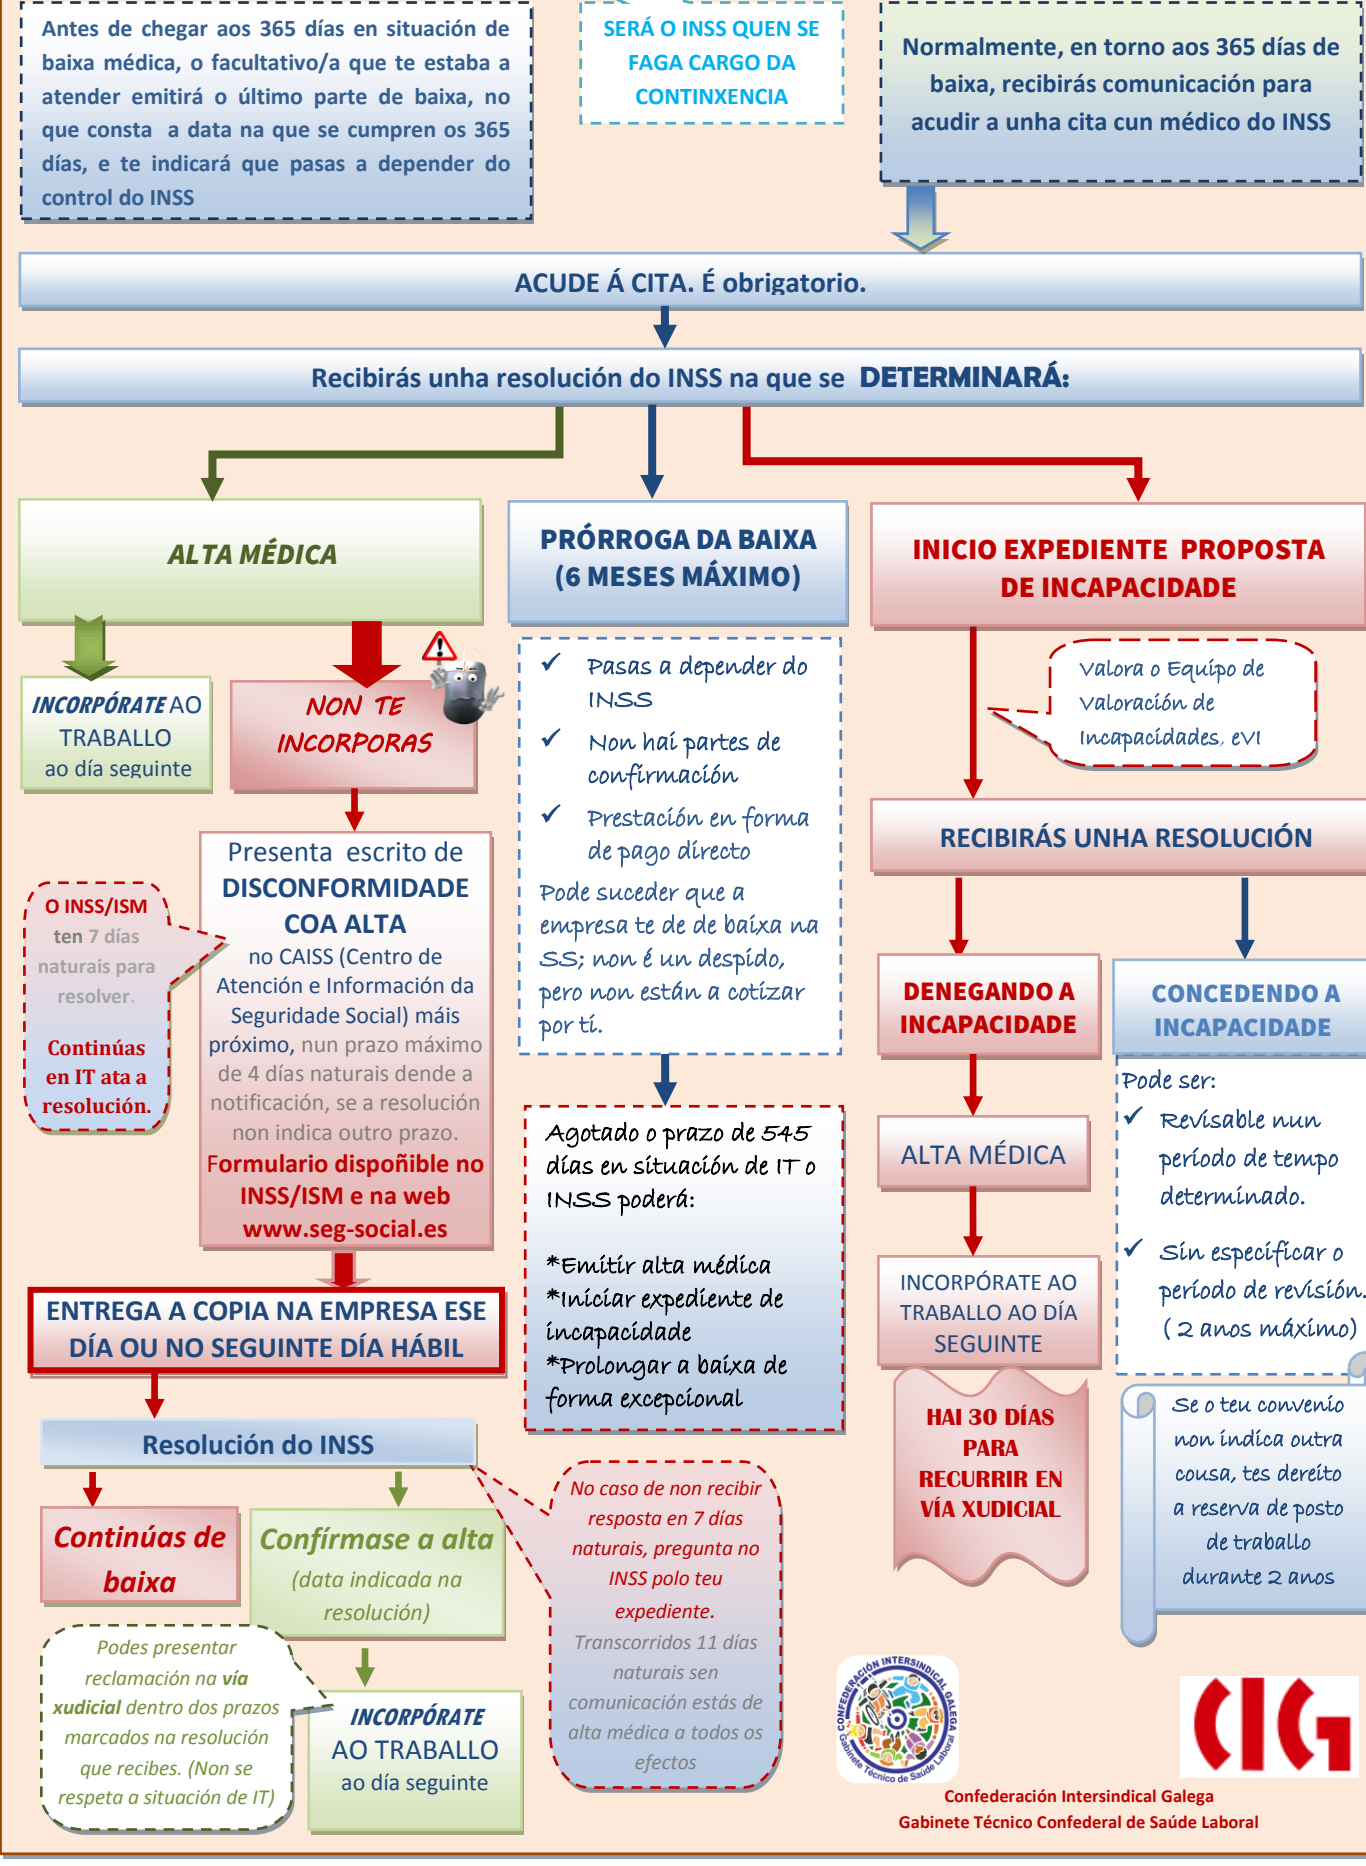 Antes de chegar aos 365 días en situación de
baixa médica, o facultativo/a que te estaba a
atender emitirá o último parte de baixa, no
que consta a data na que se cumpren os 365
días, e te indicará que pasas a depender do
control do INSS
SERÁ O INSS QUEN SE
FAGA CARGO DA
CONTINXENCIA
Normalmente, en torno aos 365 días de
baixa, recibirás comunicación para
acudir a unha cita cun médico do INSS
ACUDE Á CITA. É obrigatorio.
Recibirás unha resolución do INSS na que se DETERMINARÁ:
ALTA MÉDICA
INCORPÓRATE AO
TRABALLO
ao día seguinte
NON TE
INCORPORAS
Presenta escrito de
DISCONFORMIDADE
COA ALTA
no CAISS (Centro de
Atención e Información da
Seguridade Social) máis
próximo, nun prazo máximo
de 4 días naturais dende a
notificación, se a resolución
non indica outro prazo.
Formulario dispoñible no
INSS/ISM e na web
www.seg-social.es
O INSS/ISM
ten 7 días
naturais para
resolver.
Continúas
en IT ata a
resolución.
ENTREGA A COPIA NA EMPRESA ESE
DÍA OU NO SEGUINTE DÍA HÁBIL
Resolución do INSS
Continúas de
baixa
Confírmase a alta
(data indicada na
resolución)
Podes presentar
reclamación na vía
xudicial dentro dos prazos
marcados na resolución
que recibes. (Non se
respeta a situación de IT)
INCORPÓRATE
AO TRABALLO
ao día seguinte
No caso de non recibir
resposta en 7 días
naturais, pregunta no
INSS polo teu
expediente.
Transcorridos 11 días
naturais sen
comunicación estás de
alta médica a todos os
efectos
PRÓRROGA DA BAIXA
(6 MESES MÁXIMO)
✓ Pasas a depender do
INSS
✓ Non hai partes de
confirmación
✓ Prestación en forma
de pago directo
Pode suceder que a
empresa te de de baixa na
SS; non é un despido,
pero non están a cotizar
por ti.
Agotado o prazo de 545
días en situación de IT o
INSS poderá:
*Emitir alta médica
*Iniciar expediente de
incapacidade
*Prolongar a baixa de
forma excepcional
INICIO EXPEDIENTE PROPOSTA
DE INCAPACIDADE
Valora o Equipo de
Valoración de
Incapacidades, eVI
RECIBIRÁS UNHA RESOLUCIÓN
DENEGANDO A
INCAPACIDADE
ALTA MÉDICA
INCORPÓRATE AO
TRABALLO AO DÍA
SEGUINTE
HAI 30 DÍAS
PARA
RECURRIR EN
VÍA XUDICIAL
CONCEDENDO A
INCAPACIDADE
Pode ser:
✓ Revisable nun
período de tempo
determinado.
✓ Sin especificar o
período de revisión.
( 2 anos máximo)
Se o teu convenio
non indica outra
cousa, tes dereito
a reserva de posto
de traballo
durante 2 anos
CONFEDERACIÓN INTERSINDICAL GALEGA
Gabinete Técnico de Saúde Laboral
CIG
Confederación Intersindical Galega
Gabinete Técnico Confederal de Saúde Laboral